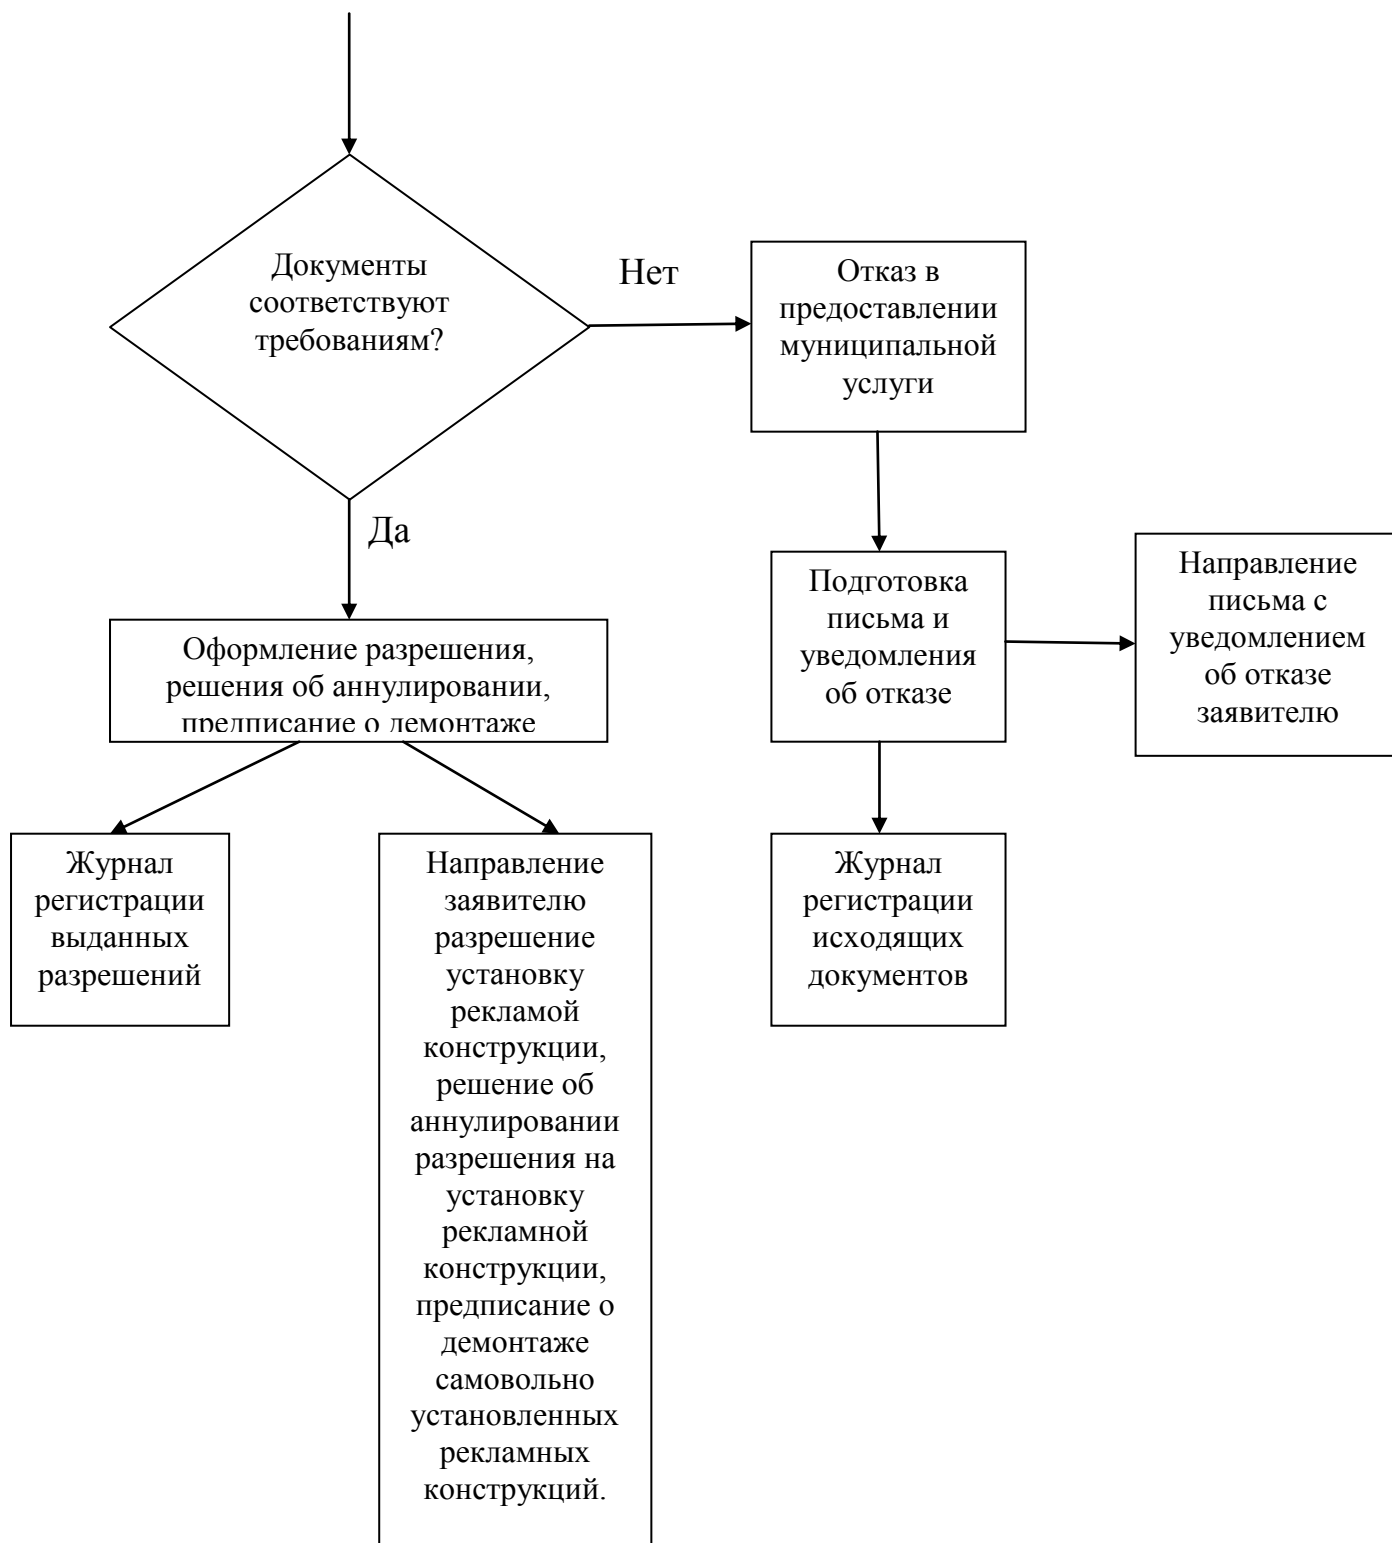 Документы
соответствуют
требованиям?
Нет
Отказ в
предоставлении
муниципальной
услуги
Да
Оформление разрешения,
решения об аннулировании,
предписание о демонтаже
Подготовка
письма и
уведомления
об отказе
Направление
письма с
уведомлением
об отказе
заявителю
Журнал
регистрации
выданных
разрешений
Направление
заявителю
разрешение
установку
рекламой
конструкции,
решение об
аннулировании
разрешения на
установку
рекламной
конструкции,
предписание о
демонтаже
самовольно
установленных
рекламных
конструкций.
Журнал
регистрации
исходящих
документов